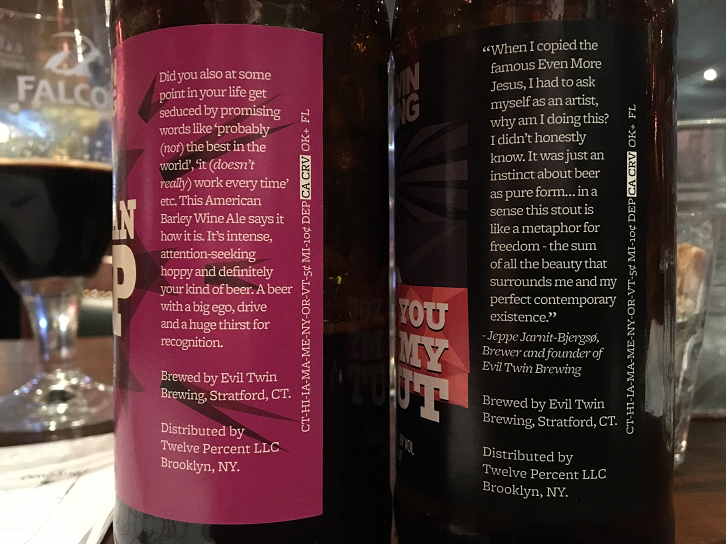 FALCO
AN
P
Did you also at some
point in your life get
seduced by promising
words like ‘probably
(not) the best in the
world’, ‘it (doesn’t
really) work every time’
etc. This American
Barley Wine Ale says it
how it is. It’s intense,
attention-seeking
hoppy and definitely
your kind of beer. A beer
with a big ego, drive
and a huge thirst for
recognition.
Brewed by Evil Twin
Brewing, Stratford, CT.
Distributed by
Twelve Percent LLC
Brooklyn, NY.
CT-HI-IA-MA-ME-NY-OR-VT-5¢ MI-10¢ DEP CA CRV OK+ FL
WIN
NG
YOU
MY
UT
VOL
“When I copied the
famous Even More
Jesus, I had to ask
myself as an artist,
why am I doing this?
I didn’t honestly
know. It was just an
instinct about beer
as pure form... in a
sense this stout is
like a metaphor for
freedom - the sum
of all the beauty that
surrounds me and my
perfect contemporary
existence.”
- Jeppe Jarnit-Bjergsø,
Brewer and founder of
Evil Twin Brewing
Brewed by Evil Twin
Brewing, Stratford, CT.
Distributed by
Twelve Percent LLC
Brooklyn, NY.
CT-HI-IA-MA-ME-NY-OR-VT-5¢ MI-10¢ DEP CA CRV OK+ FL